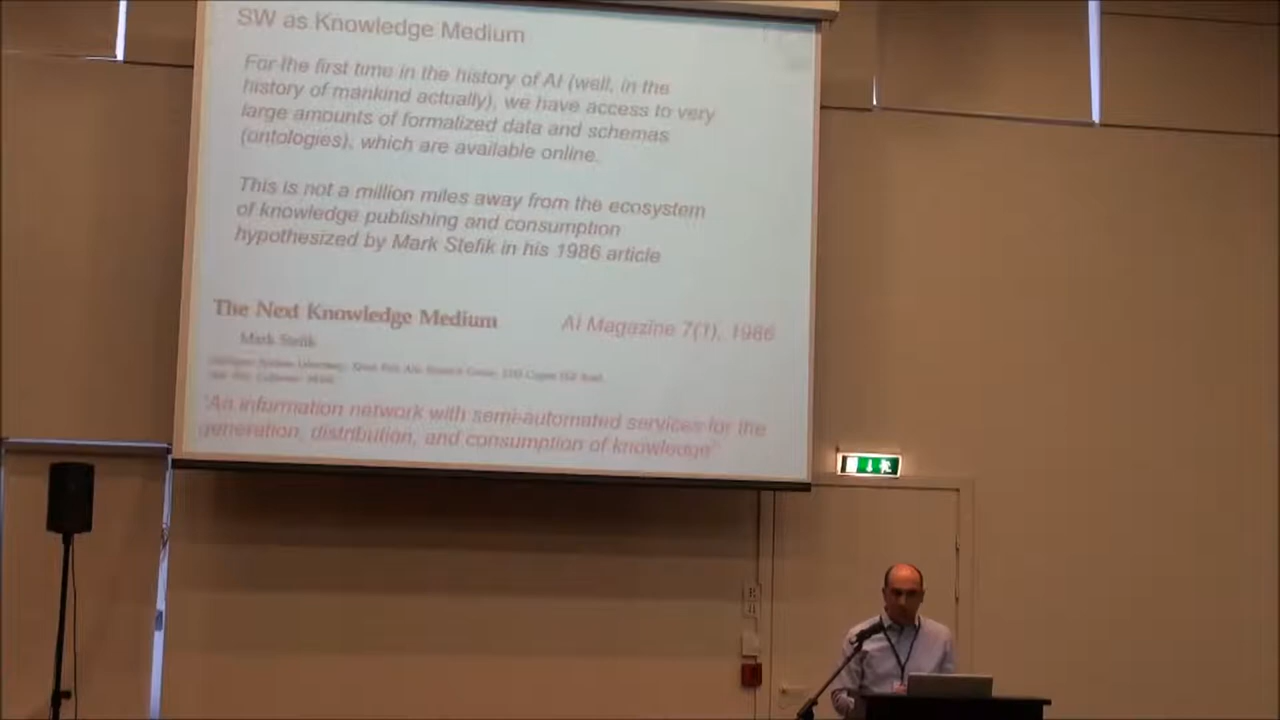 SW as Knowledge Medium
For the first time in the history of AI (well, in the
history of mankind actually), we have access to very
large amounts of formalized data and schemas
(ontologies), which are available online.
This is not a million miles away from the ecosystem
of knowledge publishing and consumption
hypothesized by Mark Stefik in his 1986 article
The Next Knowledge Medium
AI Magazine 7(1), 1986
Mark Stefik
"An information network with semi-automated services for the
generation, distribution, and consumption of knowledge"